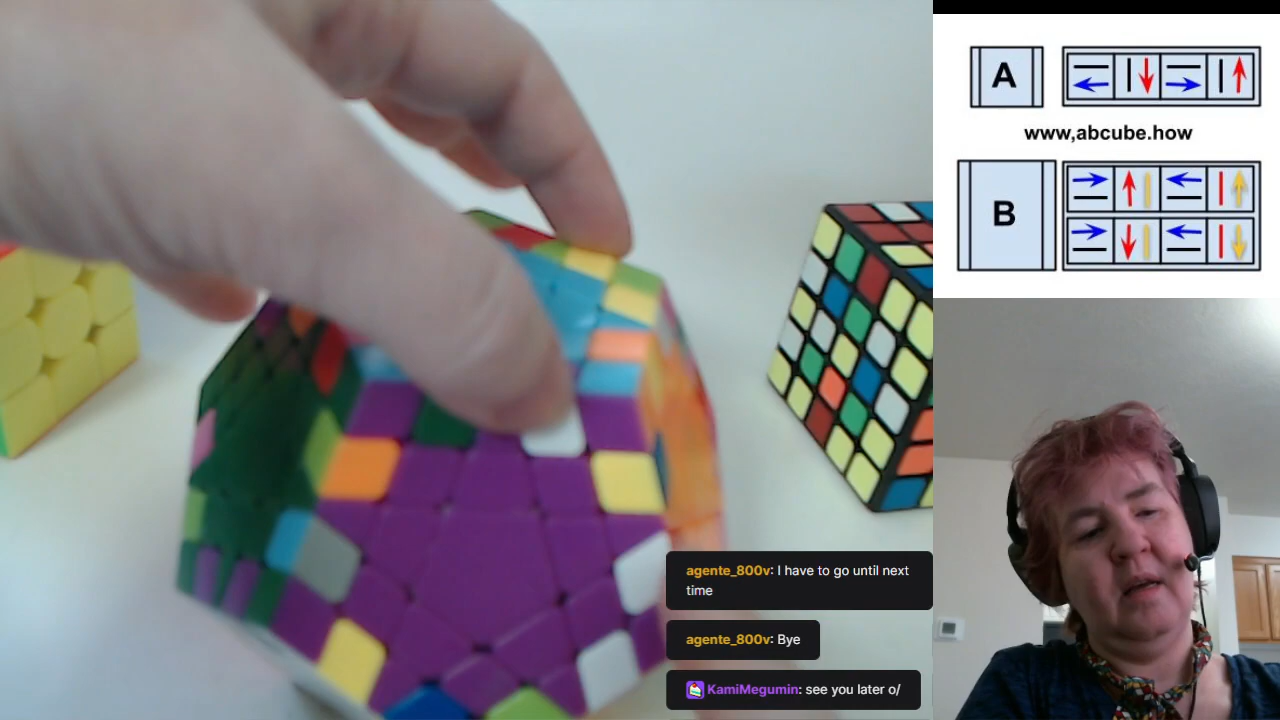 A
www,abcube.how
B
agente_800v: I have to go until next
time
agente_800v: Bye
KamiMegumin: see you later o/